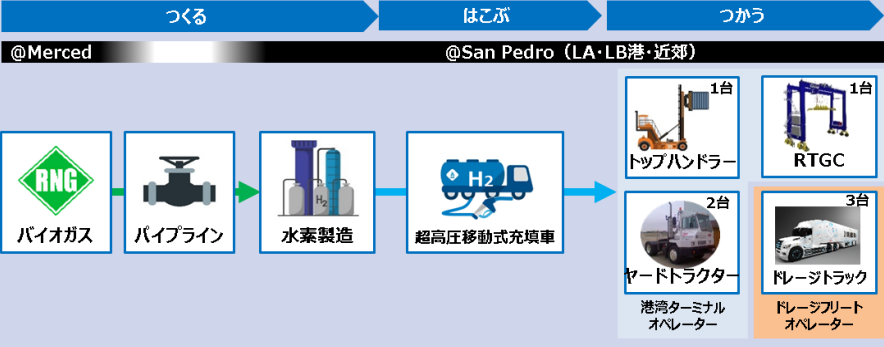 つくる
はこぶ
つかう
@Merced
@San Pedro（LA・LB港・近郊）
RNG
バイオガス
パイプライン
H2
水素製造
H2
超高圧移動式充填車
1台
トップハンドラー
1台
RTGC
2台
ヤードトラクター
3台
ドレージトラック
港湾ターミナル
オペレーター
ドレージフリート
オペレーター